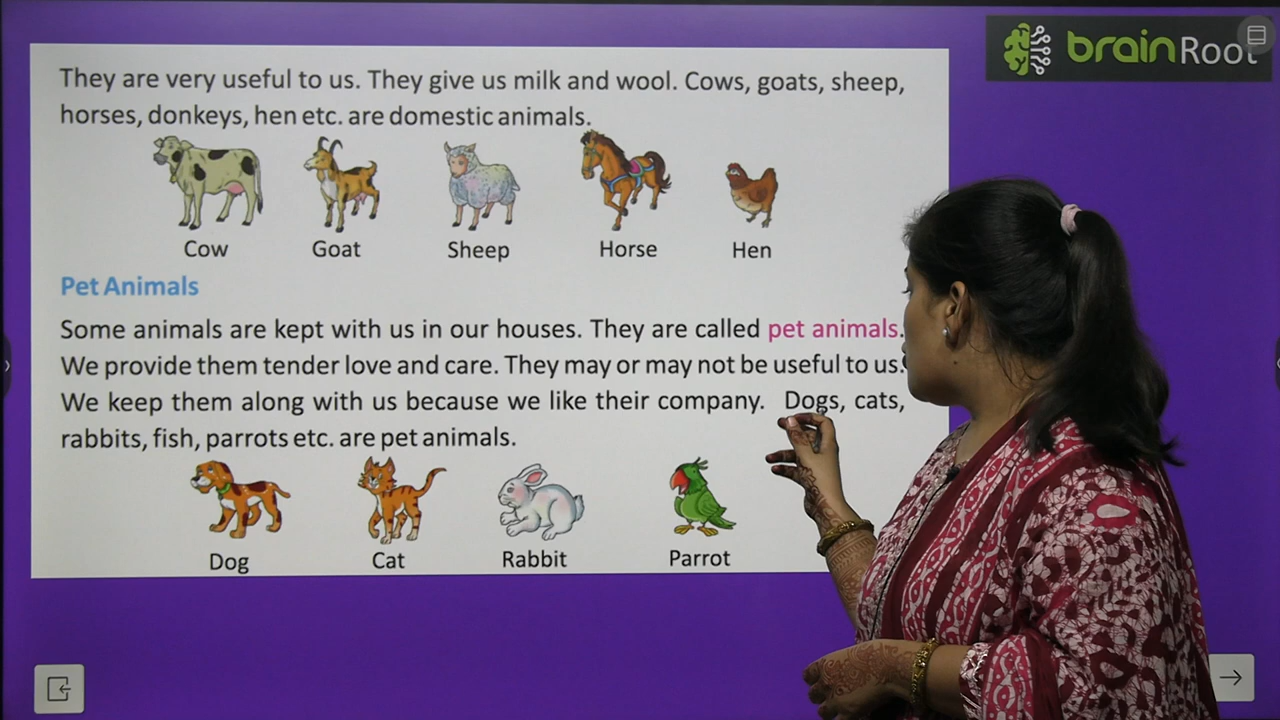 brainRoot
They are very useful to us. They give us milk and wool. Cows, goats, sheep,
horses, donkeys, hen etc. are domestic animals.
Cow Goat Sheep Horse Hen
Pet Animals
Some animals are kept with us in our houses. They are called pet animals.
We provide them tender love and care. They may or may not be useful to us.
We keep them along with us because we like their company. Dogs, cats,
rabbits, fish, parrots etc. are pet animals.
Dog Cat Rabbit Parrot